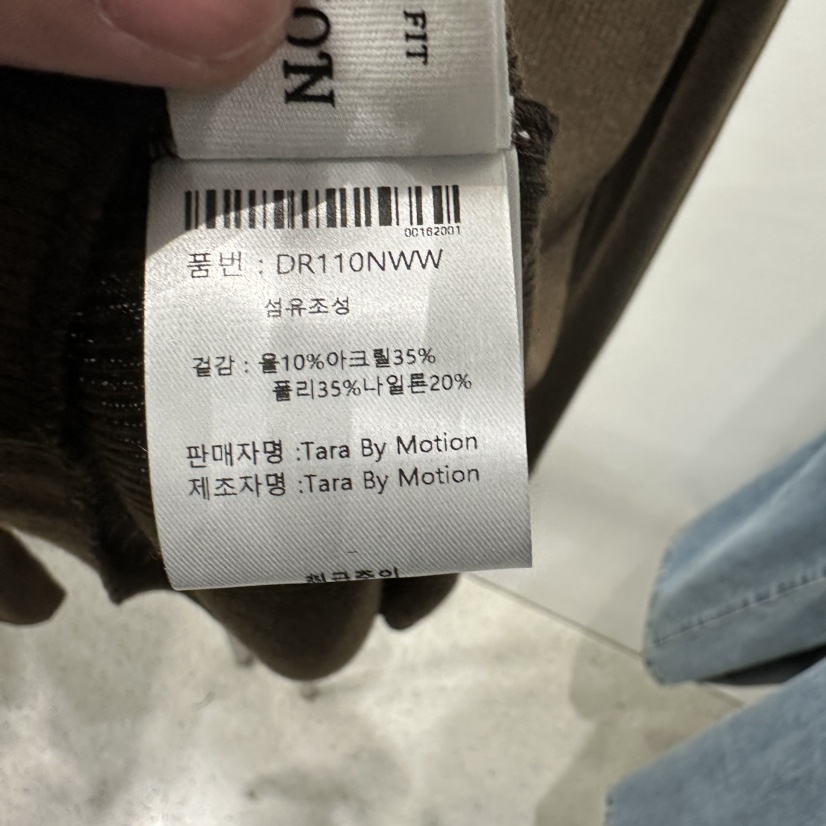 ON
FIT
00162001
품번 : DR110NWW
섬유조성
겉감 : 울10%아크릴35%
폴리35%나일론20%
판매자명 :Tara By Motion
제조자명 :Tara By Motion